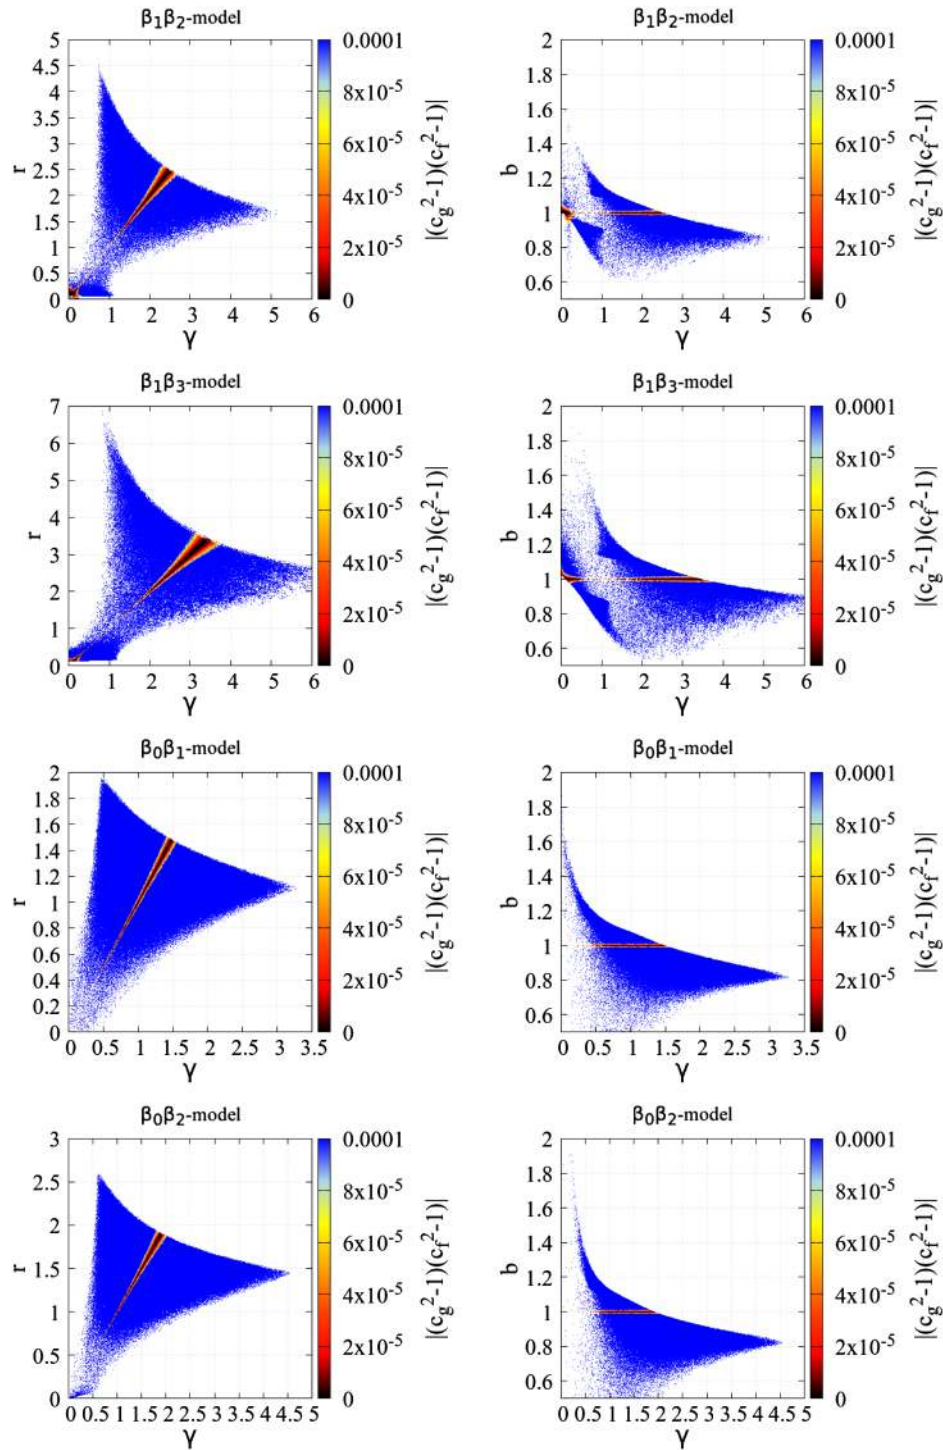 β₁β₂-model
5
4.5
4
3.5
3
2.5
2
1.5
1
0.5
0
r
0 1 2 3 4 5 6
γ
0.0001
8x10⁻⁵
6x10⁻⁵
4x10⁻⁵
2x10⁻⁵
0
|(c_g²-1)(c_f²-1)|
β₁β₂-model
2
1.8
1.6
1.4
1.2
1
0.8
0.6
b
0 1 2 3 4 5 6
γ
0.0001
8x10⁻⁵
6x10⁻⁵
4x10⁻⁵
2x10⁻⁵
0
|(c_g²-1)(c_f²-1)|
β₁β₃-model
7
6
5
4
3
2
1
0
r
0 1 2 3 4 5 6
γ
0.0001
8x10⁻⁵
6x10⁻⁵
4x10⁻⁵
2x10⁻⁵
0
|(c_g²-1)(c_f²-1)|
β₁β₃-model
2
1.8
1.6
1.4
1.2
1
0.8
0.6
b
0 1 2 3 4 5 6
γ
0.0001
8x10⁻⁵
6x10⁻⁵
4x10⁻⁵
2x10⁻⁵
0
|(c_g²-1)(c_f²-1)|
β₀β₁-model
2
1.8
1.6
1.4
1.2
1
0.8
0.6
0.4
0.2
0
r
0 0.5 1 1.5 2 2.5 3 3.5
γ
0.0001
8x10⁻⁵
6x10⁻⁵
4x10⁻⁵
2x10⁻⁵
0
|(c_g²-1)(c_f²-1)|
β₀β₁-model
2
1.8
1.6
1.4
1.2
1
0.8
0.6
b
0 0.5 1 1.5 2 2.5 3 3.5
γ
0.0001
8x10⁻⁵
6x10⁻⁵
4x10⁻⁵
2x10⁻⁵
0
|(c_g²-1)(c_f²-1)|
β₀β₂-model
3
2.5
2
1.5
1
0.5
0
r
0 0.5 1 1.5 2 2.5 3 3.5 4 4.5 5
γ
0.0001
8x10⁻⁵
6x10⁻⁵
4x10⁻⁵
2x10⁻⁵
0
|(c_g²-1)(c_f²-1)|
β₀β₂-model
2
1.8
1.6
1.4
1.2
1
0.8
0.6
b
0 0.5 1 1.5 2 2.5 3 3.5 4 4.5 5
γ
0.0001
8x10⁻⁵
6x10⁻⁵
4x10⁻⁵
2x10⁻⁵
0
|(c_g²-1)(c_f²-1)|